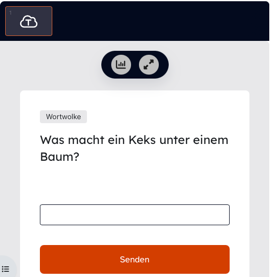 Wortwolke
Was macht ein Keks unter einem
Baum?
Senden